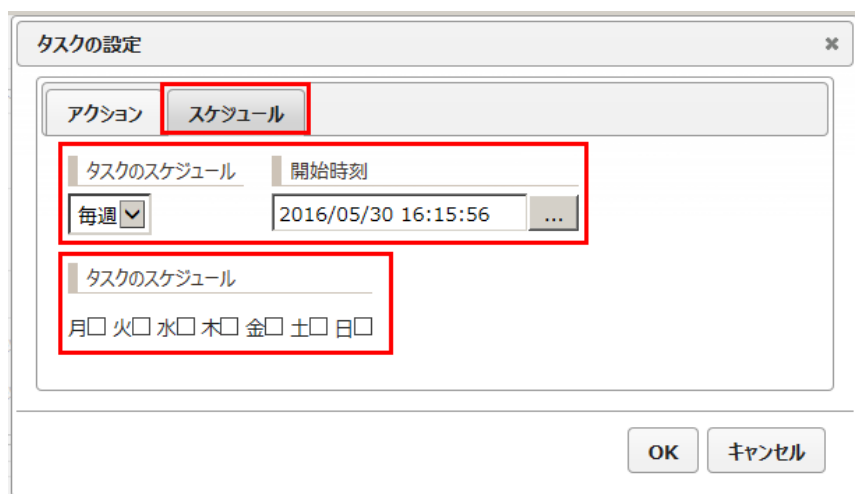 タスクの設定
アクション スケジュール
タスクのスケジュール 開始時刻
毎週 2016/05/30 16:15:56 ...
タスクのスケジュール
月 火 水 木 金 土 日
OK キャンセル